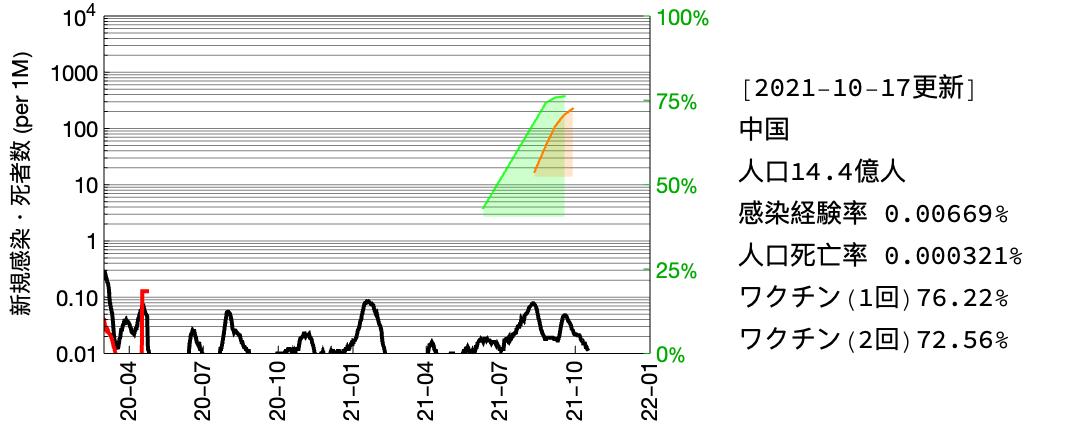 新規感染・死者数 (per 1M)
10^4
1000
100
10
1
0.10
0.01
100%
75%
50%
25%
0%
20-04
20-07
20-10
21-01
21-04
21-07
21-10
22-01
[2021-10-17更新]
中国
人口14.4億人
感染経験率 0.00669%
人口死亡率 0.000321%
ワクチン(1回)76.22%
ワクチン(2回)72.56%